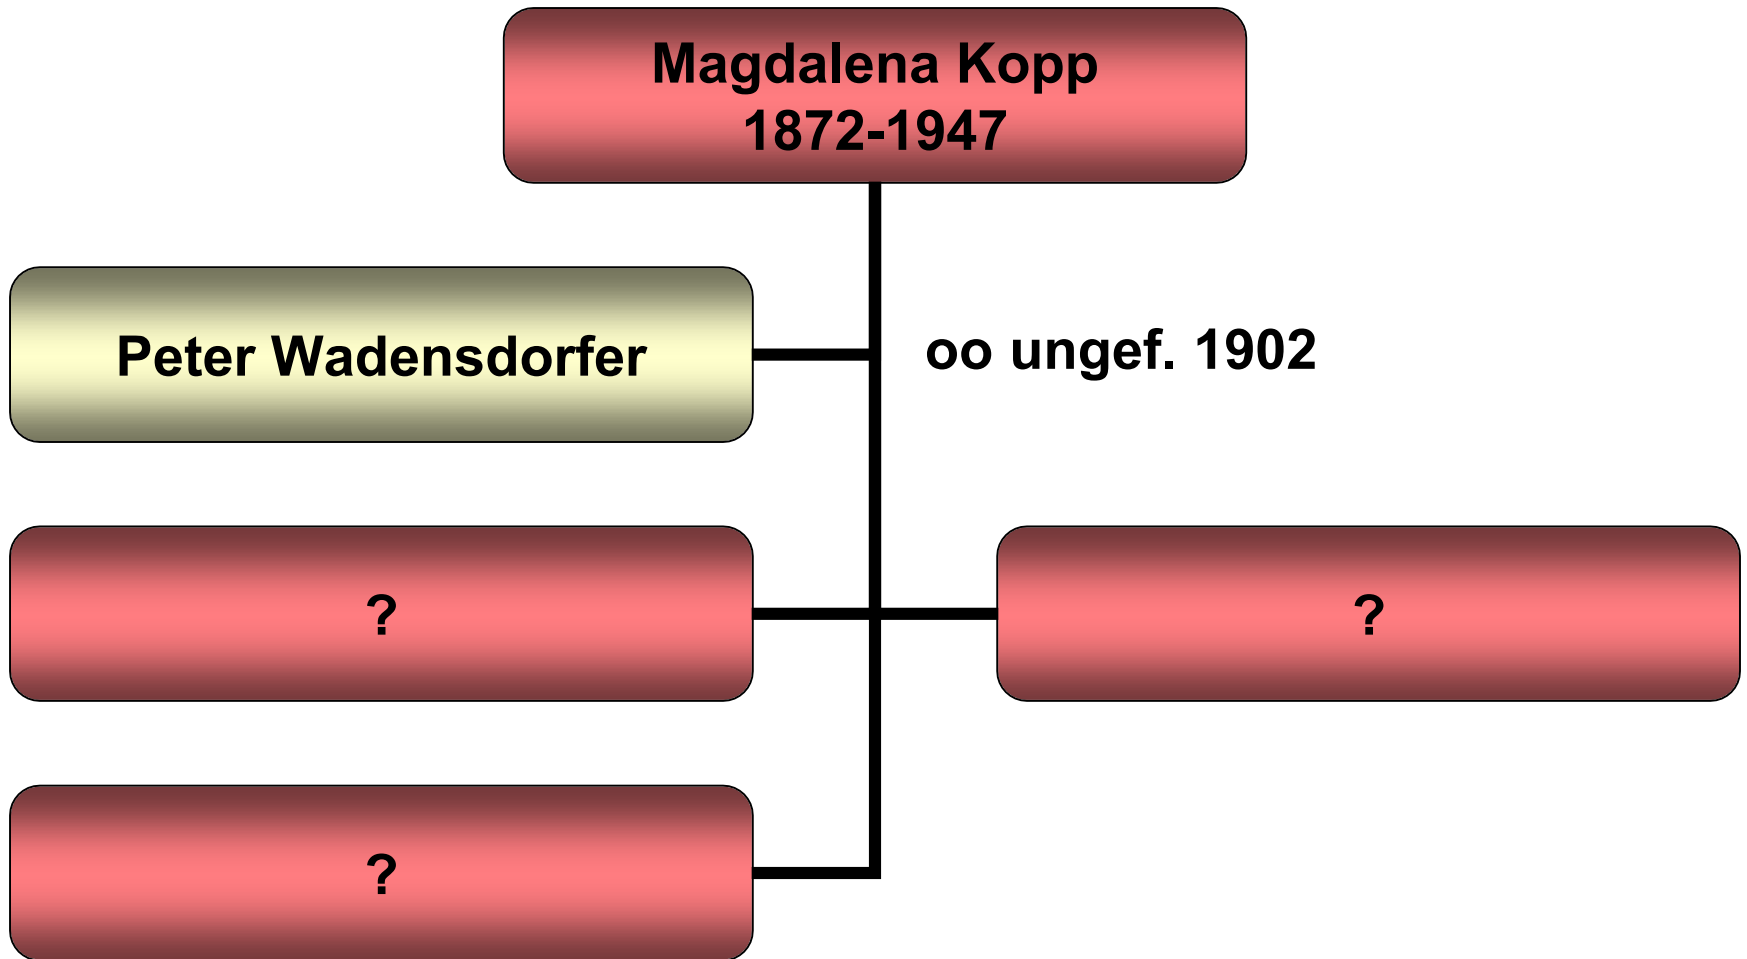 Magdalena Kopp
1872-1947
Peter Wadensdorfer
oo ungef. 1902
?
?
?